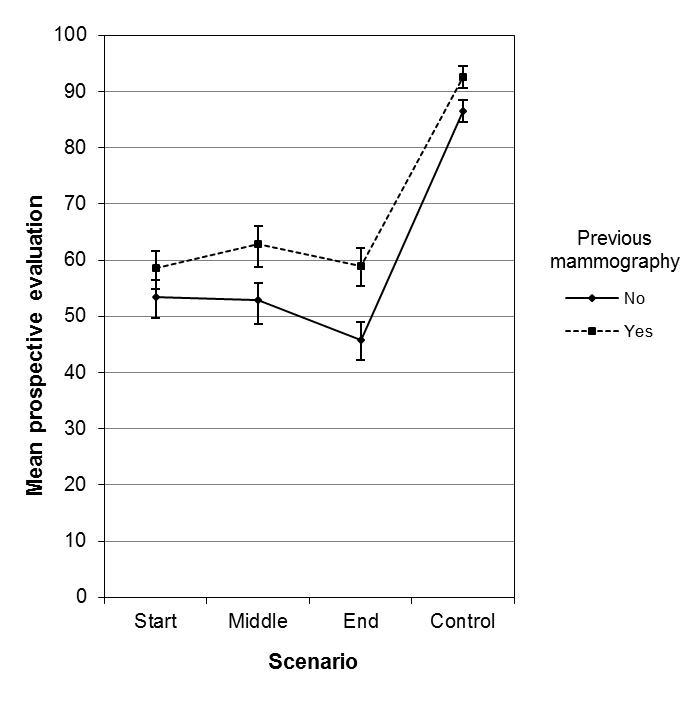 100
90
80
70
60
50
40
30
20
10
0
Mean prospective evaluation
Start Middle End Control
Scenario
Previous
mammography
No
Yes